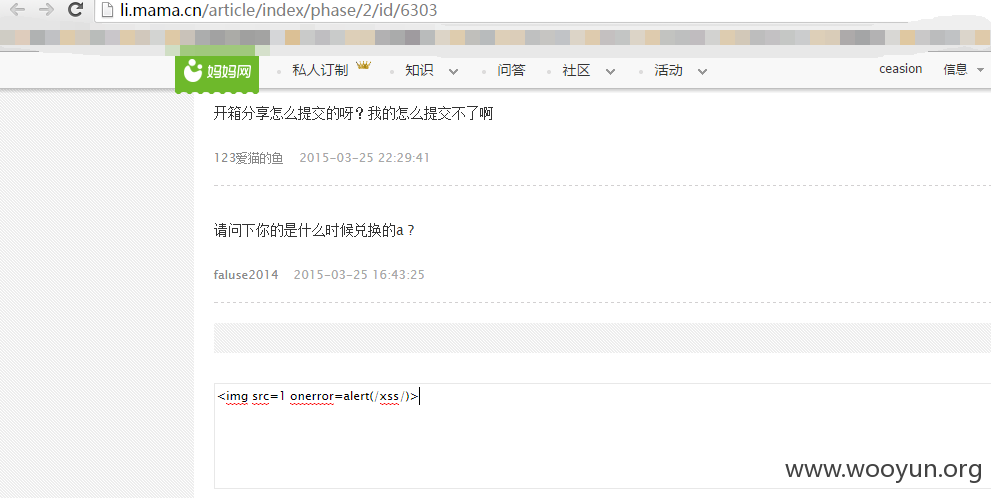 li.mama.cn/article/index/phase/2/id/6303
妈妈网 私人订制 知识 问答 社区 活动 ceasion 信息
开箱分享怎么提交的呀？我的怎么提交不了啊
123爱猫的鱼 2015-03-25 22:29:41
请问下你的是什么时候兑换的a？
faluse2014 2015-03-25 16:43:25
<img src=1 onerror=alert(/xss/)>
www.wooyun.org